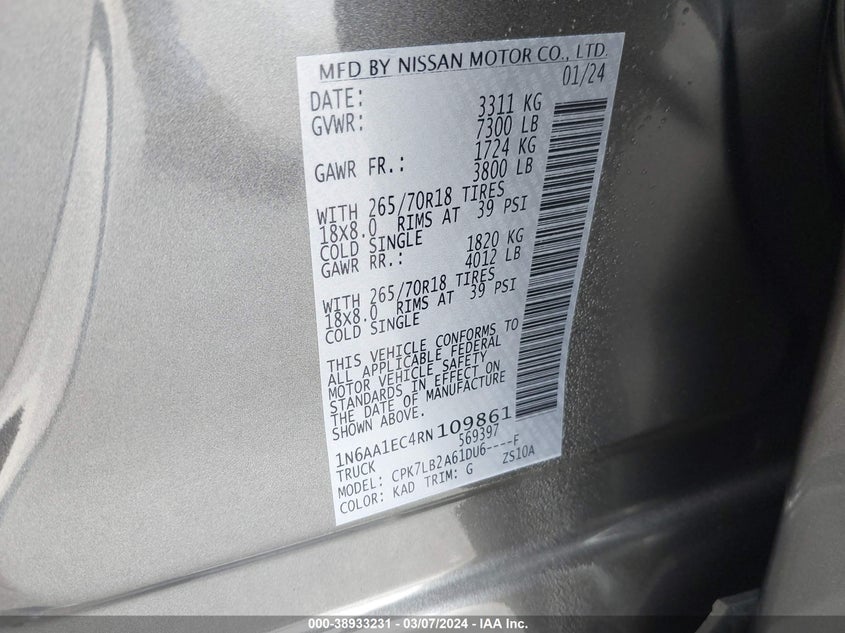 MFD BY NISSAN MOTOR CO., LTD.
DATE: 01/24
GVWR: 3311 KG
7300 LB
GAWR FR.: 1724 KG
3800 LB
WITH 265/70R18 TIRES
18x8.0 RIMS AT 39 PSI
COLD SINGLE
GAWR RR.: 1820 KG
4012 LB
WITH 265/70R18 TIRES
18x8.0 RIMS AT 39 PSI
COLD SINGLE
THIS VEHICLE CONFORMS TO
ALL APPLICABLE FEDERAL
MOTOR VEHICLE SAFETY
STANDARDS IN EFFECT ON
THE DATE OF MANUFACTURE
SHOWN ABOVE.
1N6AA1EC4RN109861
TRUCK 569397
MODEL: CPK7LB2A61DU6----F
COLOR: KAD TRIM: G ZS10A
000-38933231 - 03/07/2024 - IAA Inc.